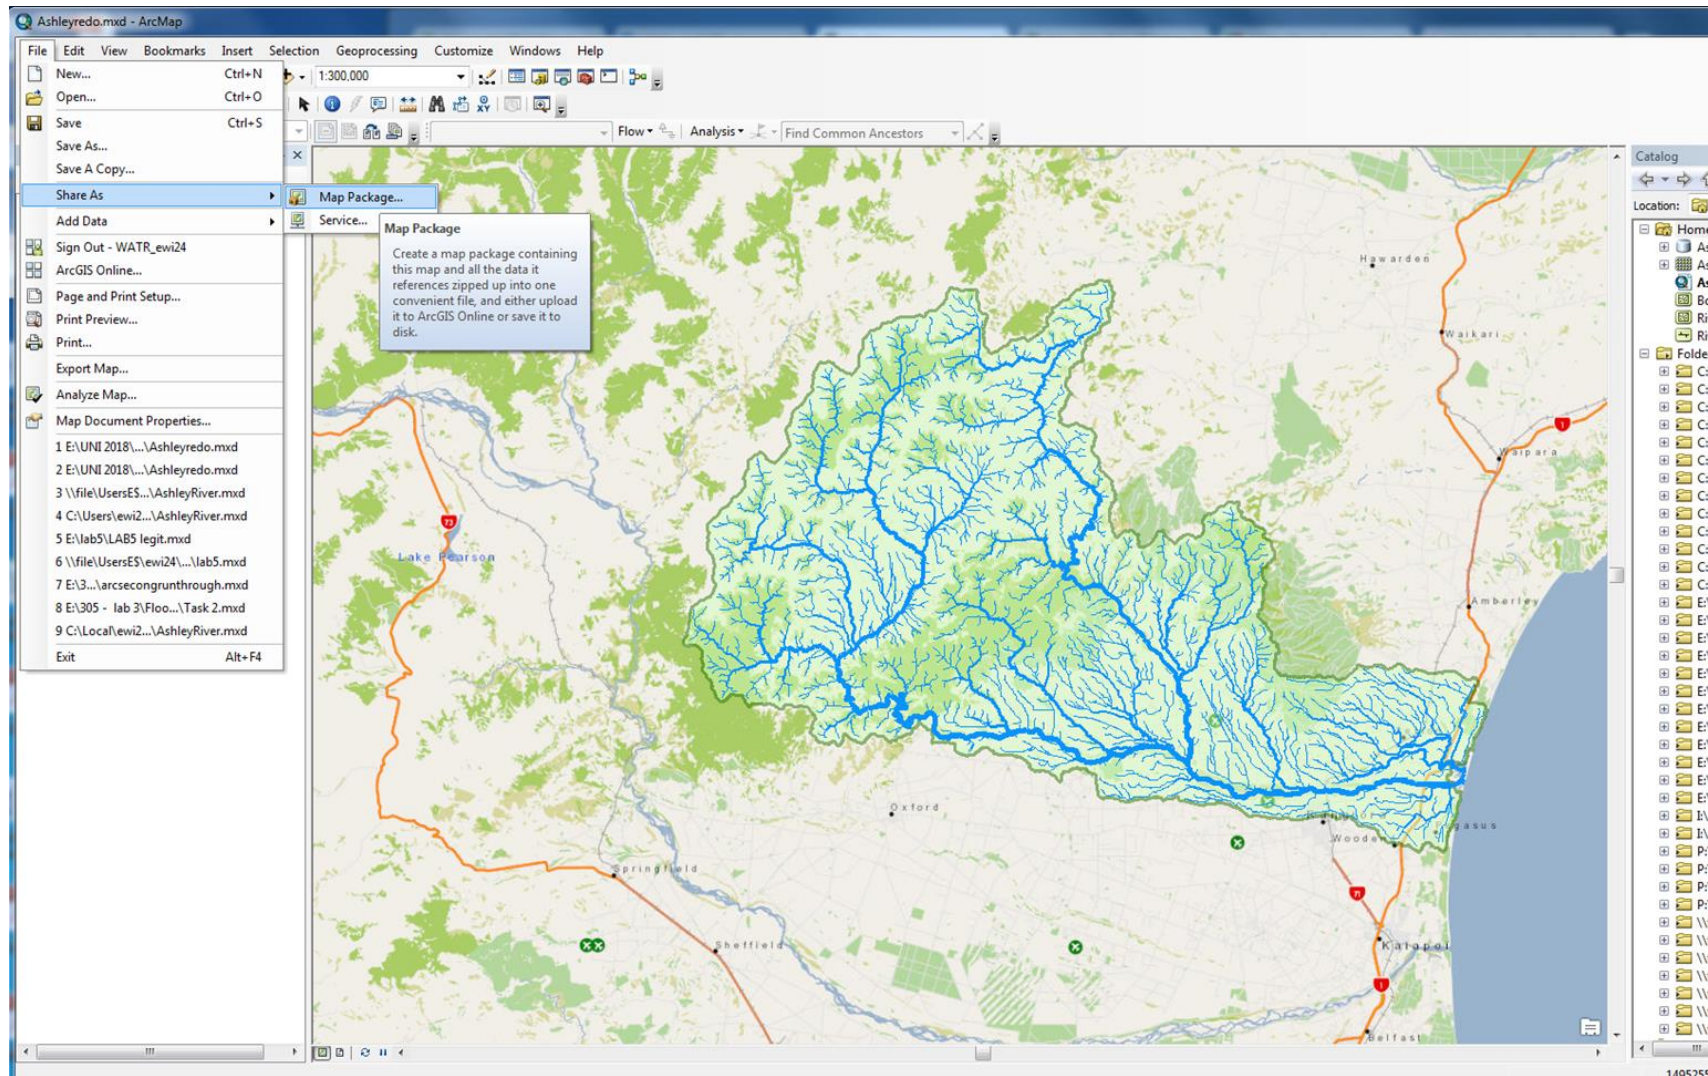 Ashleyredo.mxd - ArcMap
File Edit View Bookmarks Insert Selection Geoprocessing Customize Windows Help
New... Ctrl+N
1:300,000
Open... Ctrl+O
Save Ctrl+S
Flow Analysis Find Common Ancestors
Save As...
Save A Copy...
Share As
Map Package...
Add Data
Service...
Map Package
Create a map package containing
this map and all the data it
references zipped up into one
convenient file, and either upload
it to ArcGIS Online or save it to
disk.
Sign Out - WATR_ewi24
ArcGIS Online...
Page and Print Setup...
Print Preview...
Print...
Export Map...
Analyze Map...
Map Document Properties...
1 E:\UNI 2018\...\Ashleyredo.mxd
2 E:\UNI 2018\...\Ashleyredo.mxd
3 \\file\UsersE$...\AshleyRiver.mxd
4 C:\Users\ewi2...\AshleyRiver.mxd
5 E:\lab5\LAB5 legit.mxd
6 \\file\UsersE$\ewi24\...\lab5.mxd
7 E:\3...\arcsecongrunthrough.mxd
8 E:\305 - lab 3\Floo...\Task 2.mxd
9 C:\Local\ewi2...\AshleyRiver.mxd
Exit Alt+F4
Hawarden
Waikari
1
Waipara
73
Lake Pearson
Amberley
Oxford
Springfield
71
Sheffield
Kaiapoi
1
Belfast
Catalog
Location: